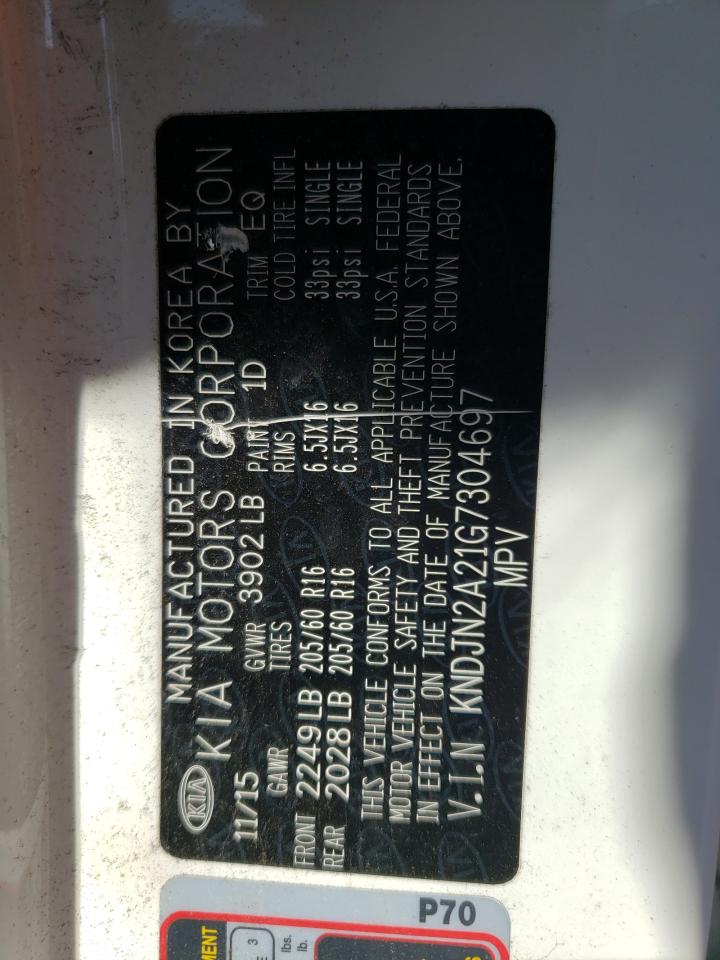 MANUFACTURED IN KOREA BY
KIA KIA MOTORS CORPORATION
11/15 GVWR 3902 LB PAINT 1D TRIM EQ
GAWR TIRES RIMS COLD TIRE INFL
FRONT 2249 LB 205/60 R16 6.5JX16 33psi SINGLE
REAR 2028 LB 205/60 R16 6.5JX16 33psi SINGLE
THIS VEHICLE CONFORMS TO ALL APPLICABLE U.S.A. FEDERAL
MOTOR VEHICLE SAFETY AND THEFT PREVENTION STANDARDS
IN EFFECT ON THE DATE OF MANUFACTURE SHOWN ABOVE.
V.I.N KNDJN2A21G7304697
MPV
P70
MENT
3
lbs.
lb.